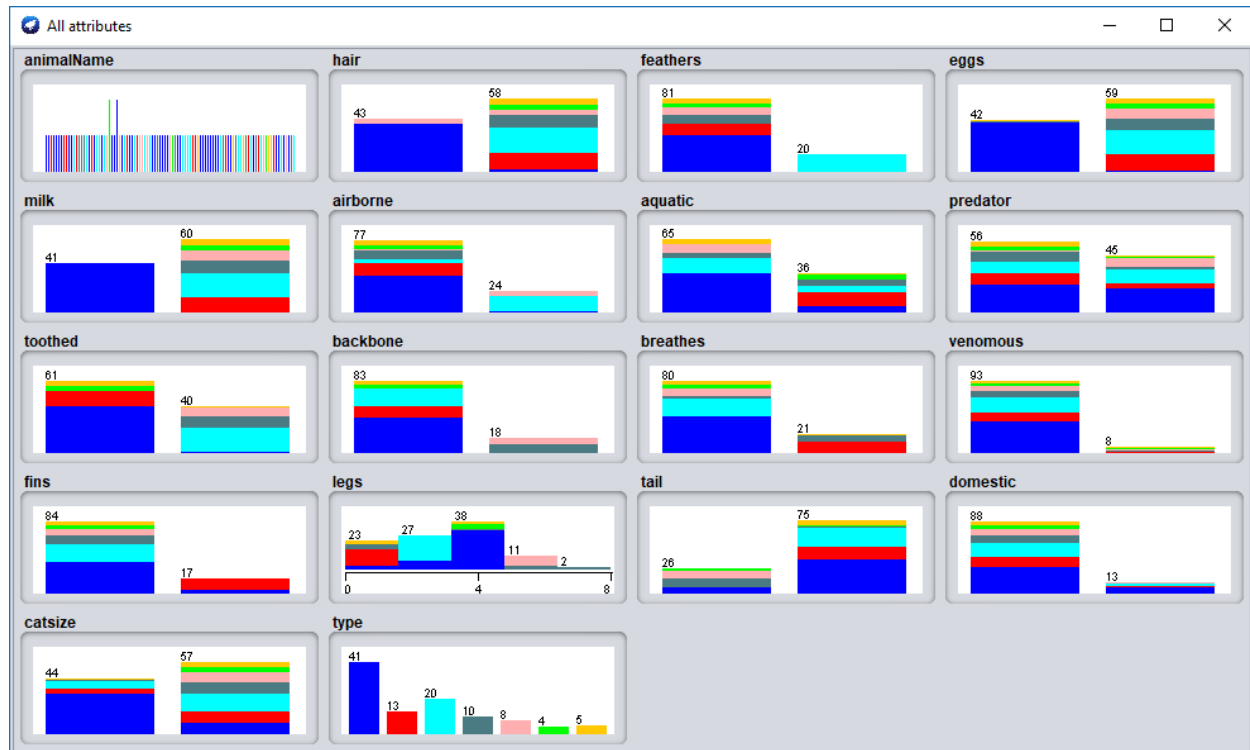 All attributes
animalName hair feathers eggs
43 58 81 20 42 59
milk airborne aquatic predator
41 60 77 24 65 36 56 45
toothed backbone breathes venomous
61 40 83 18 80 21 93 8
fins legs tail domestic
84 17 23 27 38 11 2 26 75 88 13
0 4 8
catsize type
44 57 41 13 20 10 8 4 5